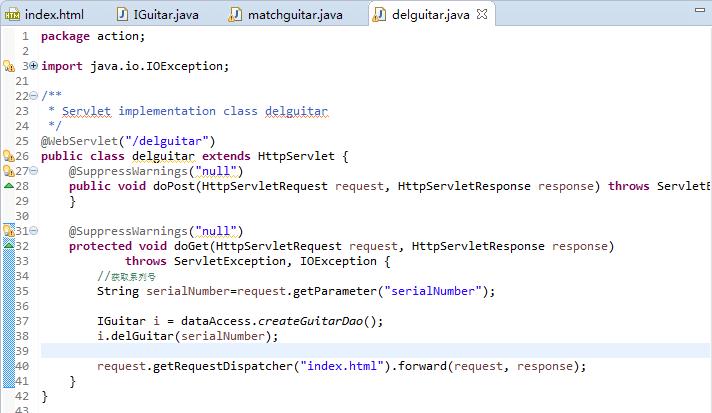 index.html IGuitar.java matchguitar.java delguitar.java
1 package action;
2
3 import java.io.IOException;
21
22 /**
23 * Servlet implementation class delguitar
24 */
25 @WebServlet("/delguitar")
26 public class delguitar extends HttpServlet {
27 @SuppressWarnings("null")
28 public void doPost(HttpServletRequest request, HttpServletResponse response) throws ServletE
29 }
30
31 @SuppressWarnings("null")
32 protected void doGet(HttpServletRequest request, HttpServletResponse response)
33 throws ServletException, IOException {
34 //获取系列号
35 String serialNumber=request.getParameter("serialNumber");
36
37 IGuitar i = dataAccess.createGuitarDao();
38 i.delGuitar(serialNumber);
39
40 request.getRequestDispatcher("index.html").forward(request, response);
41 }
42 }
43